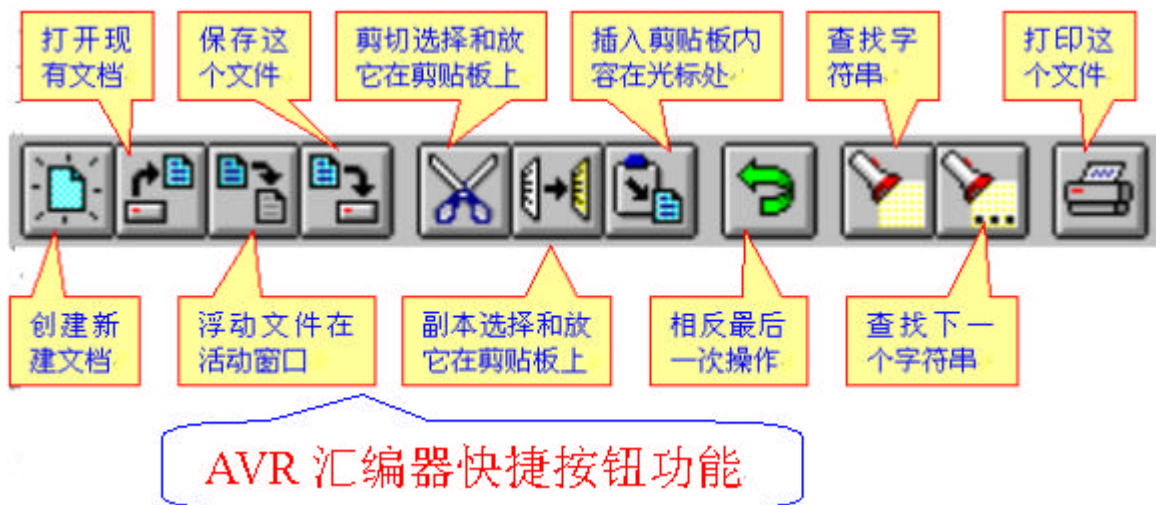 打开现
有文档
保存这
个文件
剪切选择和放
它在剪贴板上
插入剪贴板内
容在光标处
查找字
符串
打印这
个文件
创建新
建文档
浮动文件在
活动窗口
副本选择和放
它在剪贴板上
相反最后
一次操作
查找下一
个字符串
AVR 汇编器快捷按钮功能